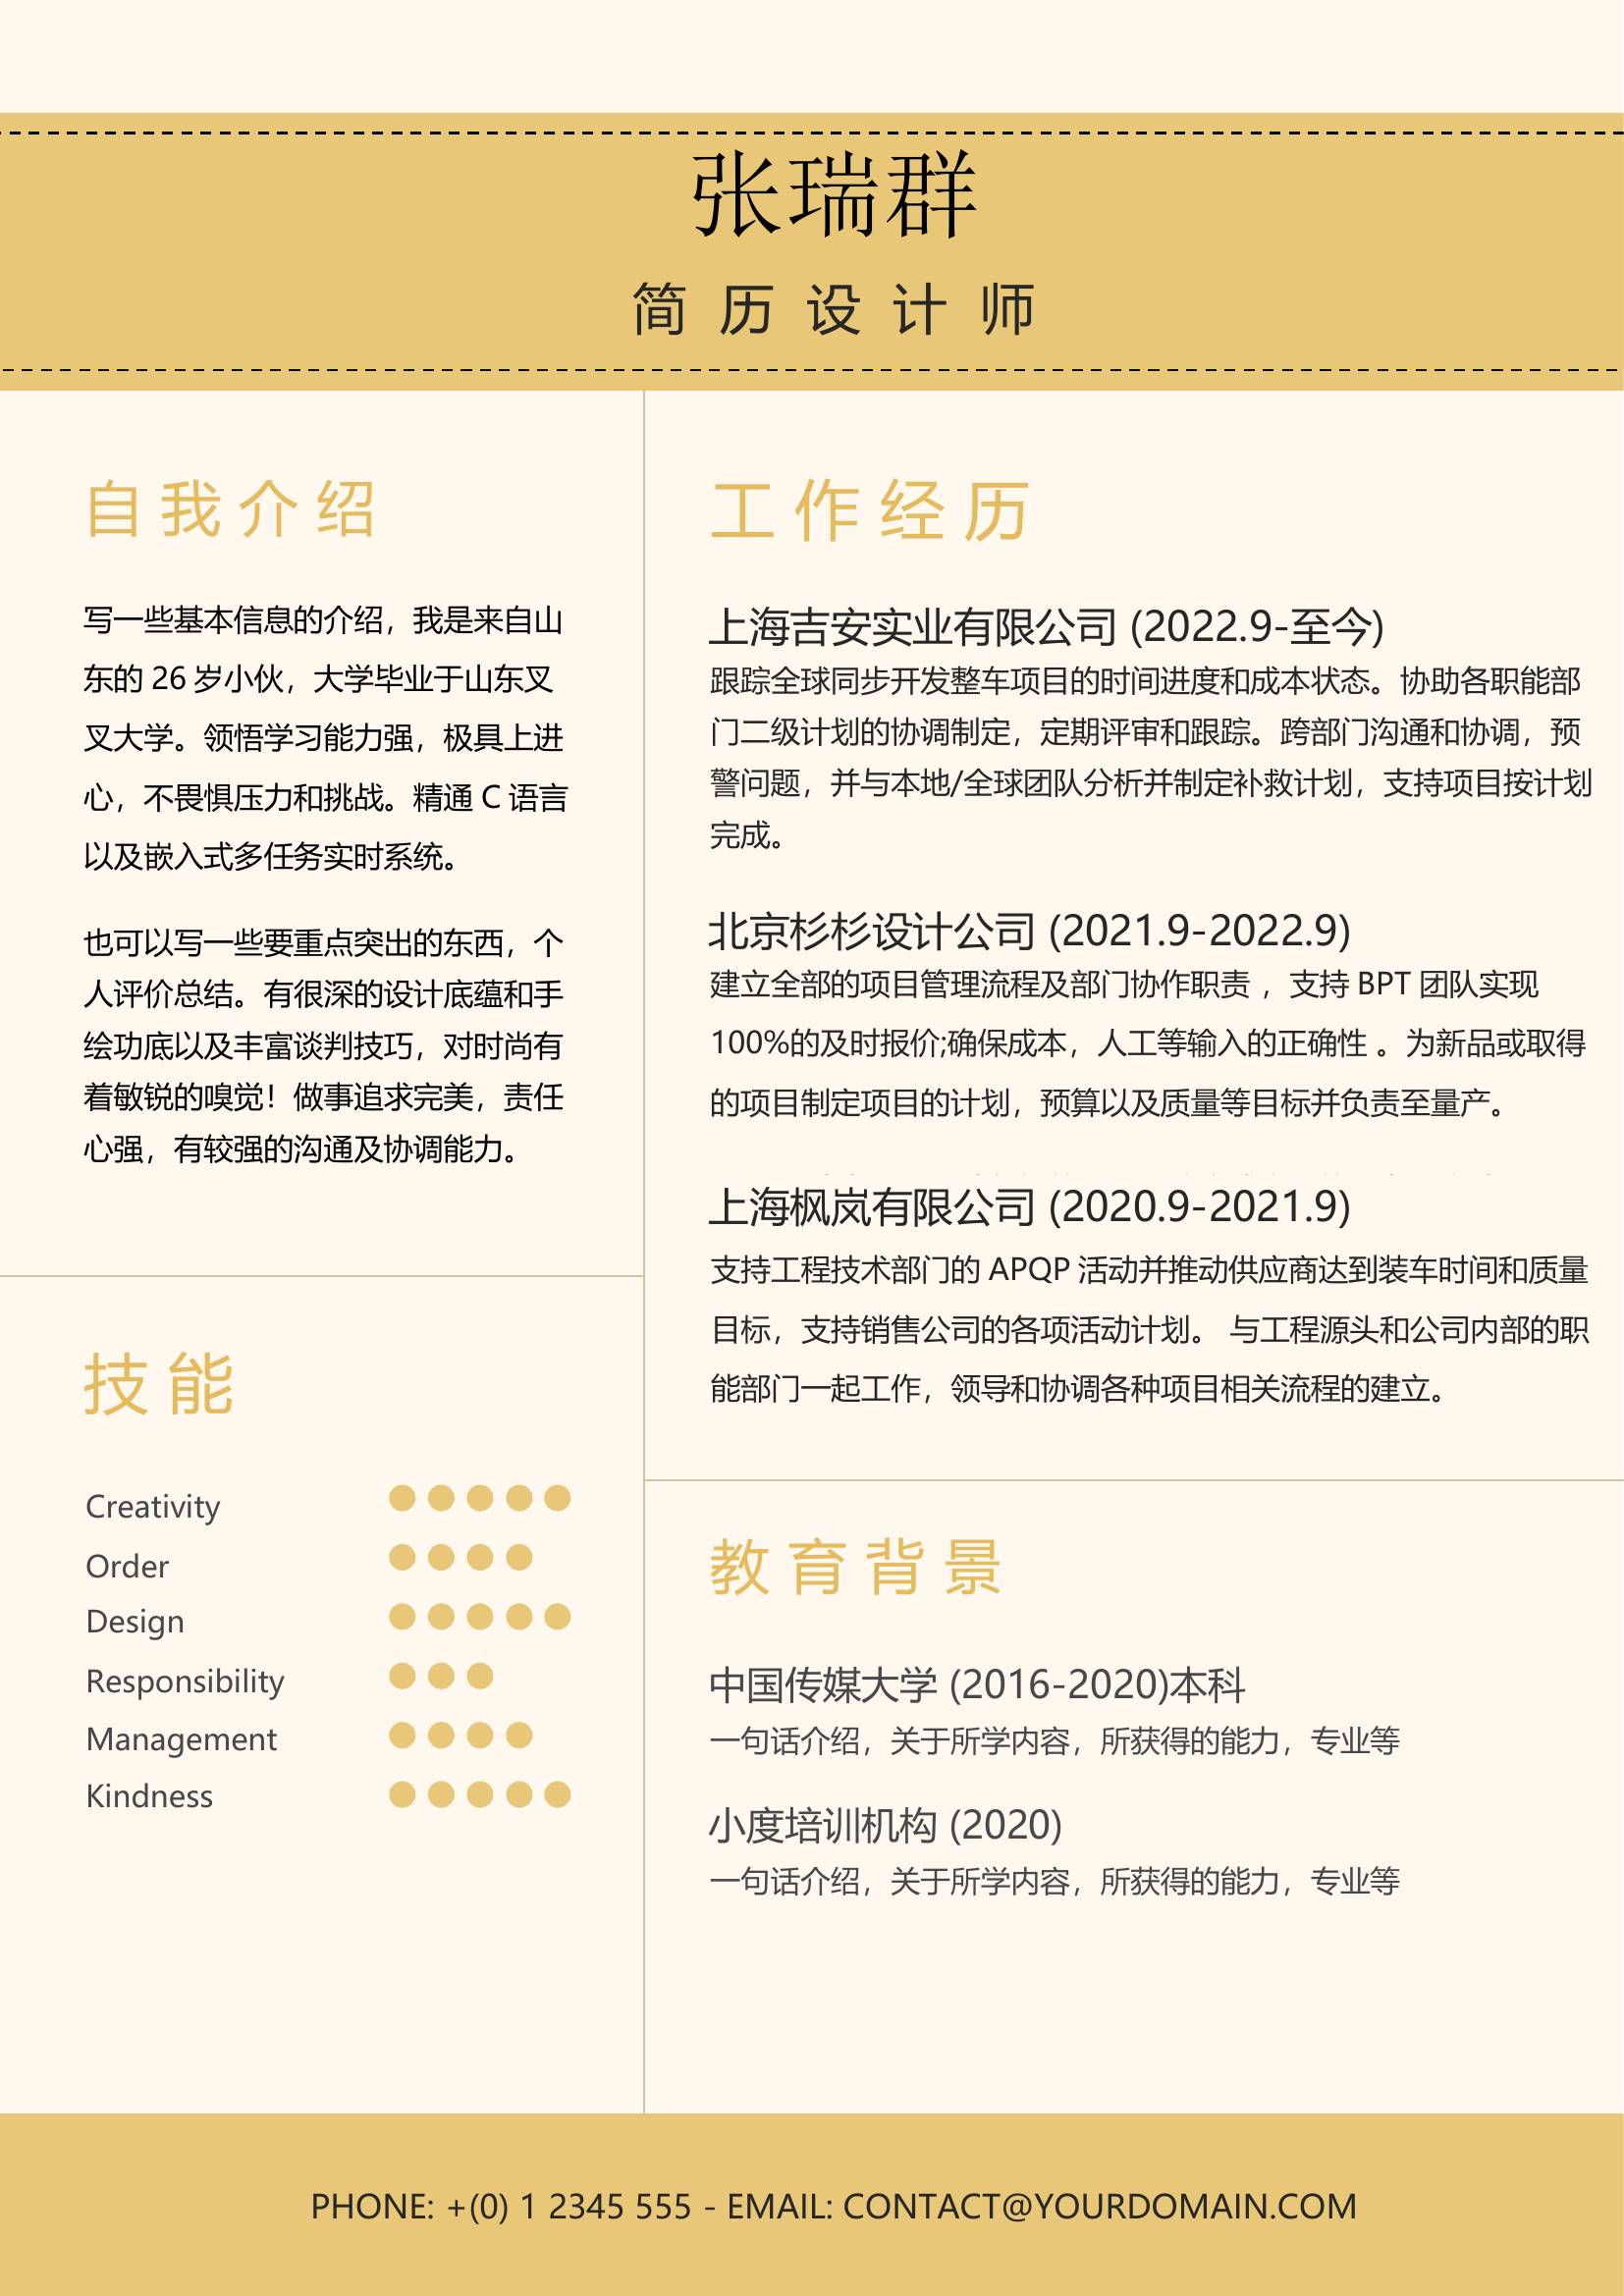 张瑞群
简历设计师
自我介绍
写一些基本信息的介绍，我是来自山
东的 26 岁小伙，大学毕业于山东叉
叉大学。领悟学习能力强，极具上进
心，不畏惧压力和挑战。精通 C 语言
以及嵌入式多任务实时系统。
也可以写一些要重点突出的东西，个
人评价总结。有很深的设计底蕴和手
绘功底以及丰富谈判技巧，对时尚有
着敏锐的嗅觉！做事追求完美，责任
心强，有较强的沟通及协调能力。
技能
Creativity
Order
Design
Responsibility
Management
Kindness
工作经历
上海吉安实业有限公司 (2022.9-至今)
跟踪全球同步开发整车项目的时间进度和成本状态。协助各职能部
门二级计划的协调制定，定期评审和跟踪。跨部门沟通和协调，预
警问题，并与本地/全球团队分析并制定补救计划，支持项目按计划
完成。
北京杉杉设计公司 (2021.9-2022.9)
建立全部的项目管理流程及部门协作职责 ，支持 BPT 团队实现
100%的及时报价;确保成本，人工等输入的正确性 。为新品或取得
的项目制定项目的计划，预算以及质量等目标并负责至量产。
上海枫岚有限公司 (2020.9-2021.9)
支持工程技术部门的 APQP 活动并推动供应商达到装车时间和质量
目标，支持销售公司的各项活动计划。 与工程源头和公司内部的职
能部门一起工作，领导和协调各种项目相关流程的建立。
教育背景
中国传媒大学 (2016-2020)本科
一句话介绍，关于所学内容，所获得的能力，专业等
小度培训机构 (2020)
一句话介绍，关于所学内容，所获得的能力，专业等
PHONE: +(0) 1 2345 555 - EMAIL: CONTACT@YOURDOMAIN.COM